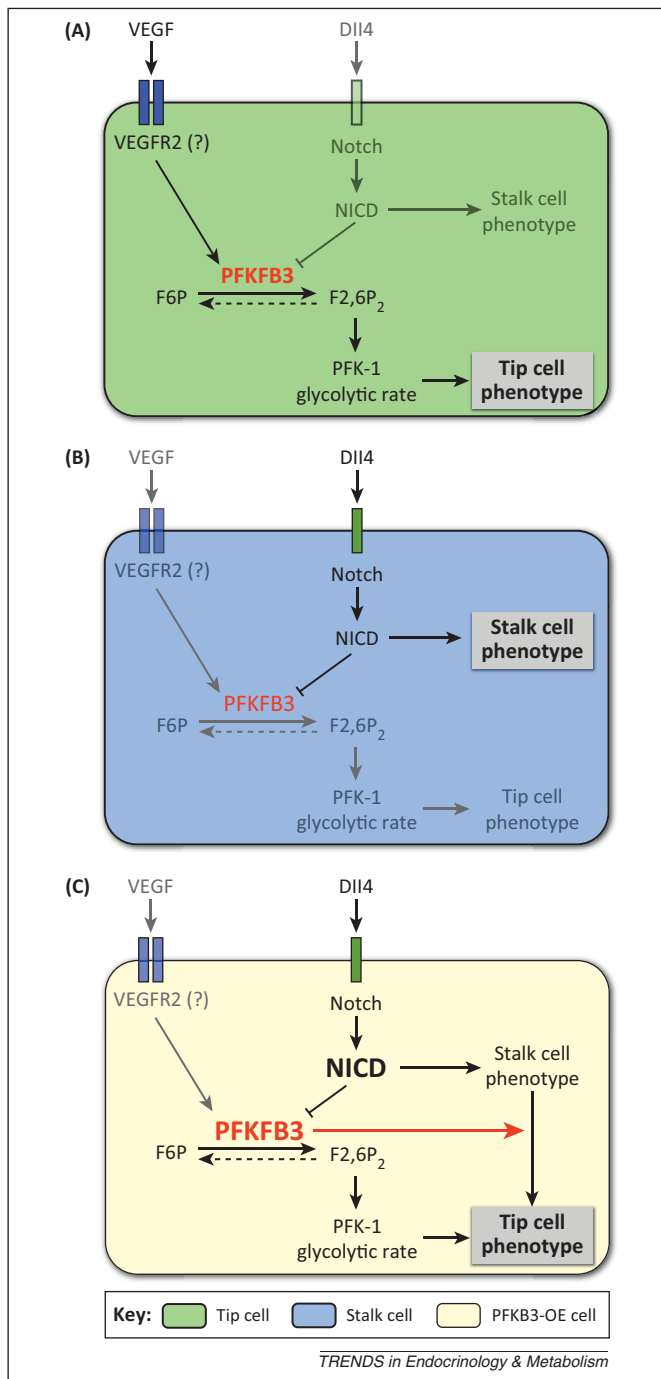 (A)
VEGF
Dll4
VEGFR2 (?)
Notch
NICD
Stalk cell
phenotype
PFKFB3
F6P
F2,6P2
PFK-1
glycolytic rate
Tip cell
phenotype
(B)
VEGF
Dll4
VEGFR2 (?)
Notch
NICD
Stalk cell
phenotype
PFKFB3
F6P
F2,6P2
PFK-1
glycolytic rate
Tip cell
phenotype
(C)
VEGF
Dll4
VEGFR2 (?)
Notch
NICD
Stalk cell
phenotype
PFKFB3
F6P
F2,6P2
PFK-1
glycolytic rate
Tip cell
phenotype
Key:
Tip cell
Stalk cell
PFKB3-OE cell
TRENDS in Endocrinology & Metabolism